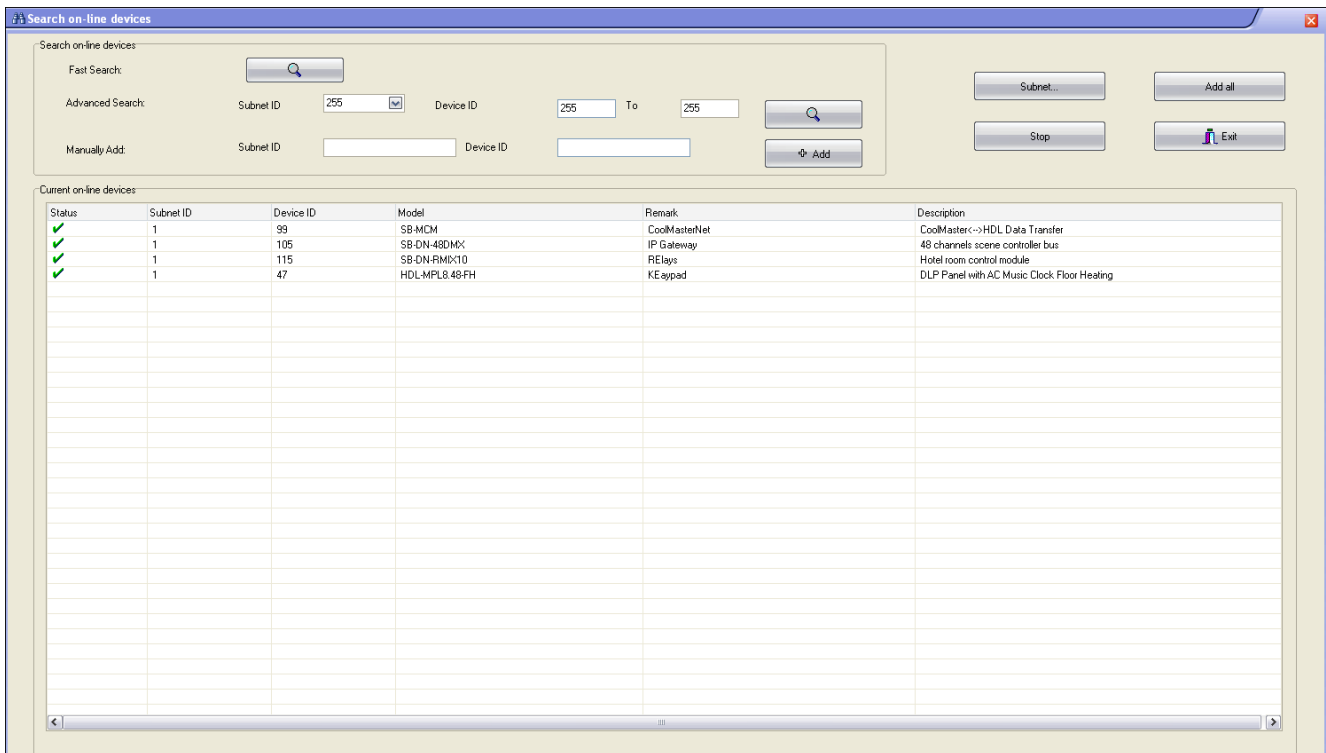 Search on-line devices
Search on-line devices
Fast Search:
Subnet...
Add all
Advanced Search:
Subnet ID
255
Device ID
255
To
255
Stop
Exit
Manually Add:
Subnet ID
Device ID
Add
Current on-line devices
Status Subnet ID Device ID Model Remark Description
1 99 SB-MCM CoolMasterNet CoolMaster<-->HDL Data Transfer
1 105 SB-DN-48DMX IP Gateway 48 channels scene controller bus
1 115 SB-DN-RMIX10 RElays Hotel room control module
1 47 HDL-MPL8.48-FH KEaypad DLP Panel with AC Music Clock Floor Heating